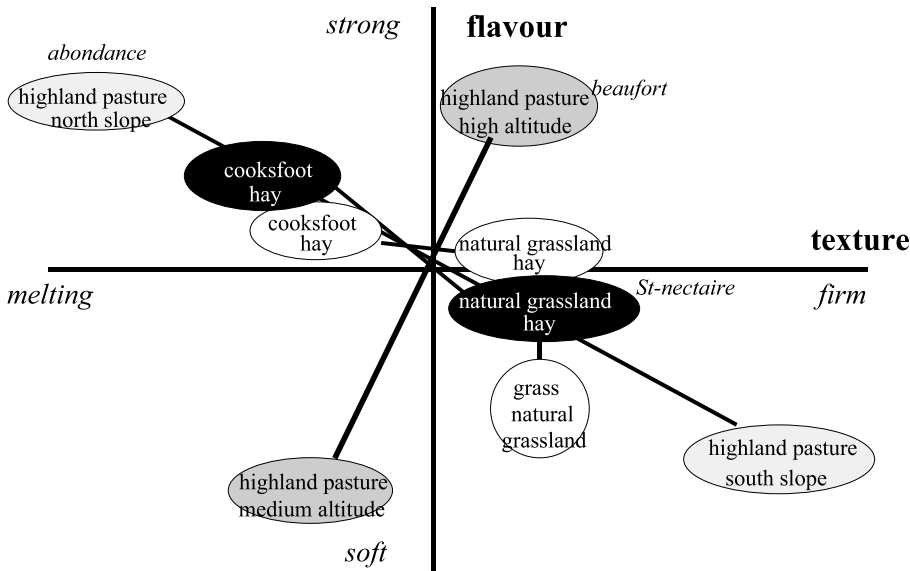 strong
flavour
abondance
highland pasture
north slope
beaufort
highland pasture
high altitude
cooksfoot
hay
cooksfoot
hay
natural grassland
hay
texture
melting
firm
St-nectaire
natural grassland
hay
grass
natural
grassland
highland pasture
south slope
highland pasture
medium altitude
soft